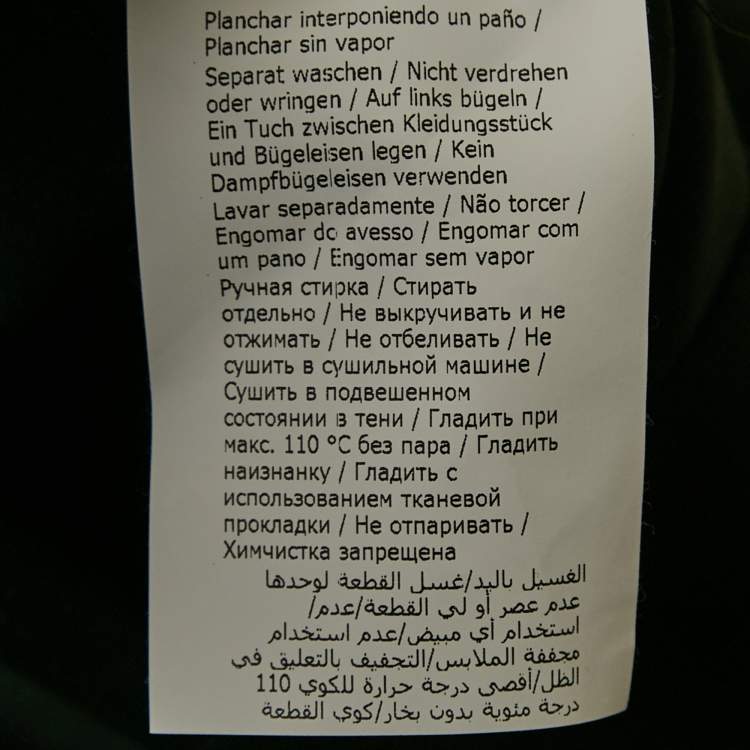 Planchar interponiendo un paño /
Planchar sin vapor
Separat waschen / Nicht verdrehen
oder wringen / Auf links bügeln /
Ein Tuch zwischen Kleidungsstück
und Bügeleisen legen / Kein
Dampfbügeleisen verwenden
Lavar separadamente / Não torcer /
Engomar do avesso / Engomar com
um pano / Engomar sem vapor
Ручная стирка / Стирать
отдельно / Не выкручивать и не
отжимать / Не отбеливать / Не
сушить в сушильной машине /
Сушить в подвешенном
состоянии в тени / Гладить при
макс. 110 °C без пара / Гладить
наизнанку / Гладить с
использованием тканевой
прокладки / Не отпаривать /
Химчистка запрещена
الغسيل باليد/غسل القطعة لوحدها
عدم عصر أو لي القطعة/عدم/
استخدام أي مبيض/عدم استخدام
مجففة الملابس/التجفيف بالتعليق في
الظل/أقصى درجة حرارة للكوي 110
درجة مئوية بدون بخار/كوي القطعة